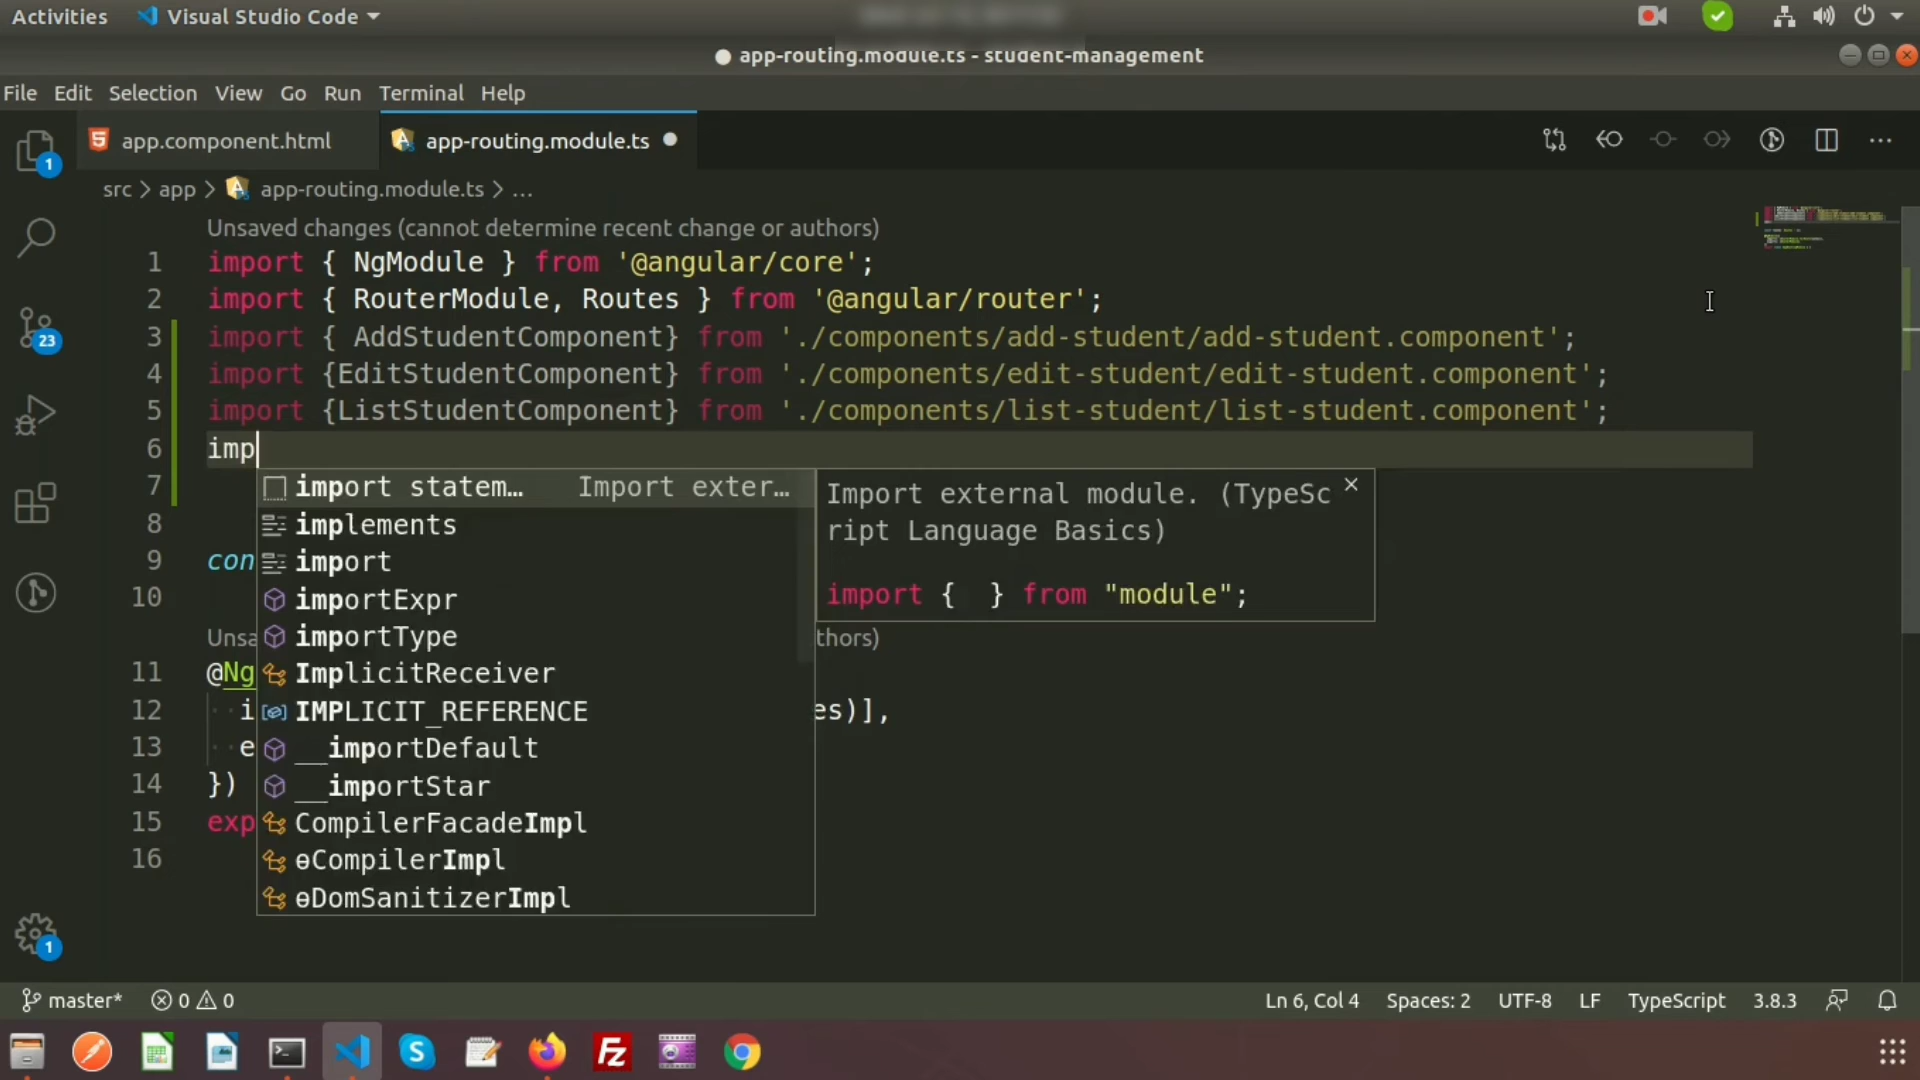 Activities Visual Studio Code
app-routing.module.ts - student-management
File Edit Selection View Go Run Terminal Help
1 app.component.html app-routing.module.ts
src > app > app-routing.module.ts > ...
Unsaved changes (cannot determine recent change or authors)
1 import { NgModule } from '@angular/core';
2 import { RouterModule, Routes } from '@angular/router';
3 import { AddStudentComponent} from './components/add-student/add-student.component';
23
4 import {EditStudentComponent} from './components/edit-student/edit-student.component';
5 import {ListStudentComponent} from './components/list-student/list-student.component';
6 imp
7 import statem... Import exter...
Import external module. (TypeSc
ript Language Basics)
import { } from "module";
8 implements
9 con import
10 importExpr
Unsa importType thors)
11 @Ng ImplicitReceiver
12 i IMPLICIT_REFERENCE es)],
13 e __importDefault
14 }) __importStar
15 exp CompilerFacadeImpl
16 ɵCompilerImpl
ɵDomSanitizerImpl
1
master* 0 0 Ln 6, Col 4 Spaces: 2 UTF-8 LF TypeScript 3.8.3